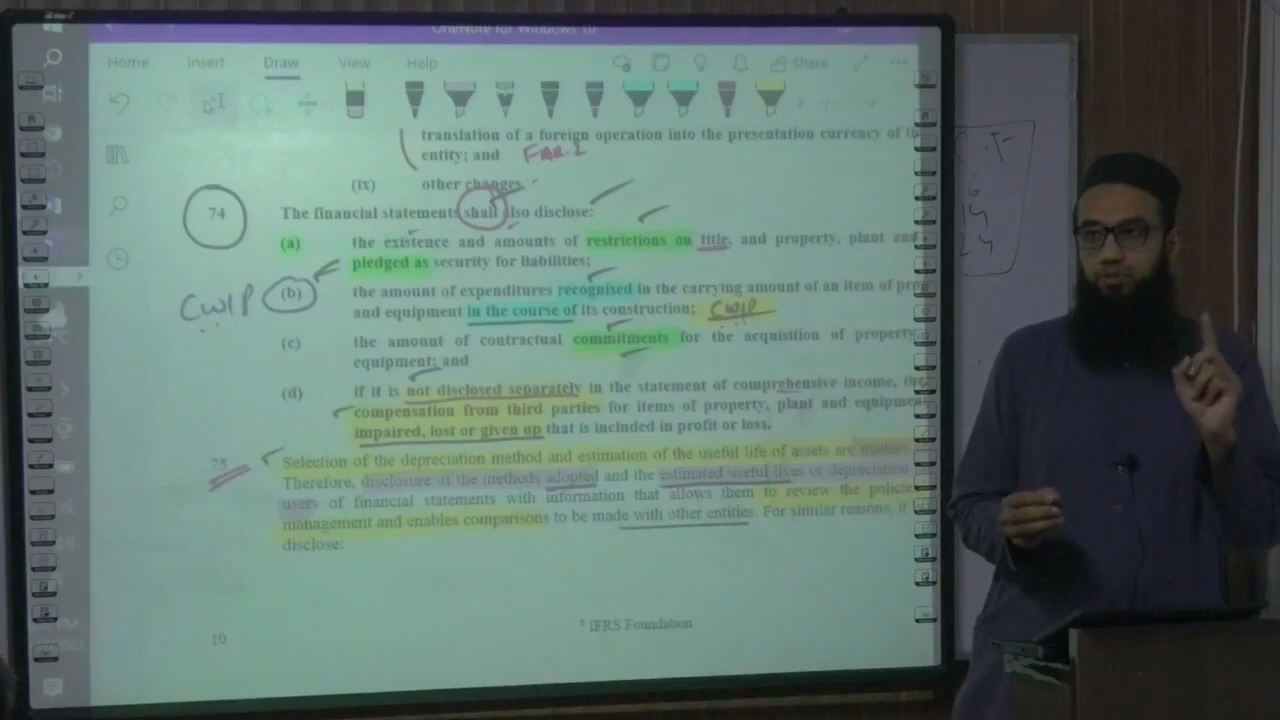 OneNote for Windows 10
Home Insert Draw View Help Share
translation of a foreign operation into the presentation currency of
entity; and FAR.2
(ix) other changes.
74 The financial statements shall also disclose:
(a) the existence and amounts of restrictions on title, and property, plant and
pledged as security for liabilities;
CWIP (b) the amount of expenditures recognised in the carrying amount of an item of
and equipment in the course of its construction; CWIP
(c) the amount of contractual commitments for the acquisition of property,
equipment; and
(d) if it is not disclosed separately in the statement of comprehensive income,
compensation from third parties for items of property, plant and
impaired, lost or given up that is included in profit or loss.
75 Selection of the depreciation method and estimation of the useful life of assets are
Therefore, disclosure of the methods adopted and the estimated useful lives or depreciation
users of financial statements with information that allows them to review the
management and enables comparisons to be made with other entities. For similar reasons, it
disclose:
10
IFRS Foundation